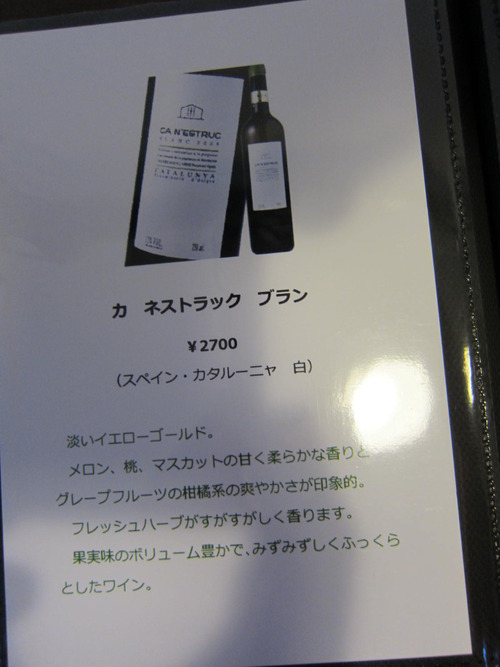 CA N'ESTRUC
BLANC
CATALUNYA
カ ネストラック ブラン
¥2700
(スペイン・カタルーニャ 白)
淡いイエローゴールド。
メロン、桃、マスカットの甘く柔らかな香りと
グレープフルーツの柑橘系の爽やかさが印象的。
フレッシュハーブがすがすがしく香ります。
果実味のボリューム豊かで、みずみずしくふっくら
としたワイン。